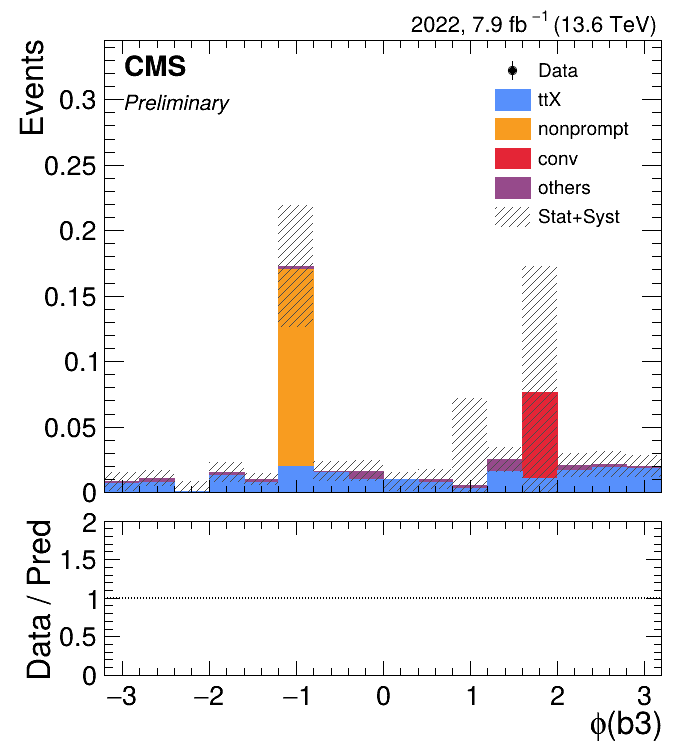 2022, 7.9 fb⁻¹ (13.6 TeV)
CMS
Preliminary
Data
ttX
nonprompt
conv
others
Stat+Syst
Events
0.3
0.25
0.2
0.15
0.1
0.05
0
Data / Pred
2
1.5
1
0.5
0
−3 −2 −1 0 1 2 3
ϕ(b3)